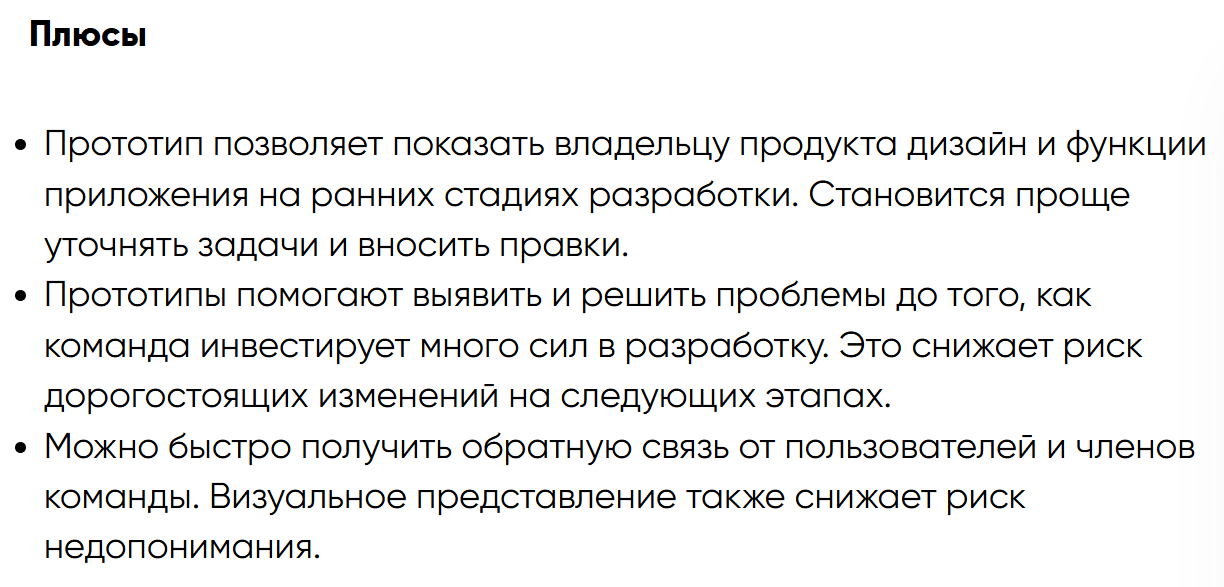 Плюсы
• Прототип позволяет показать владельцу продукта дизайн и функции
приложения на ранних стадиях разработки. Становится проще
уточнять задачи и вносить правки.
• Прототипы помогают выявить и решить проблемы до того, как
команда инвестирует много сил в разработку. Это снижает риск
дорогостоящих изменений на следующих этапах.
• Можно быстро получить обратную связь от пользователей и членов
команды. Визуальное представление также снижает риск
недопонимания.